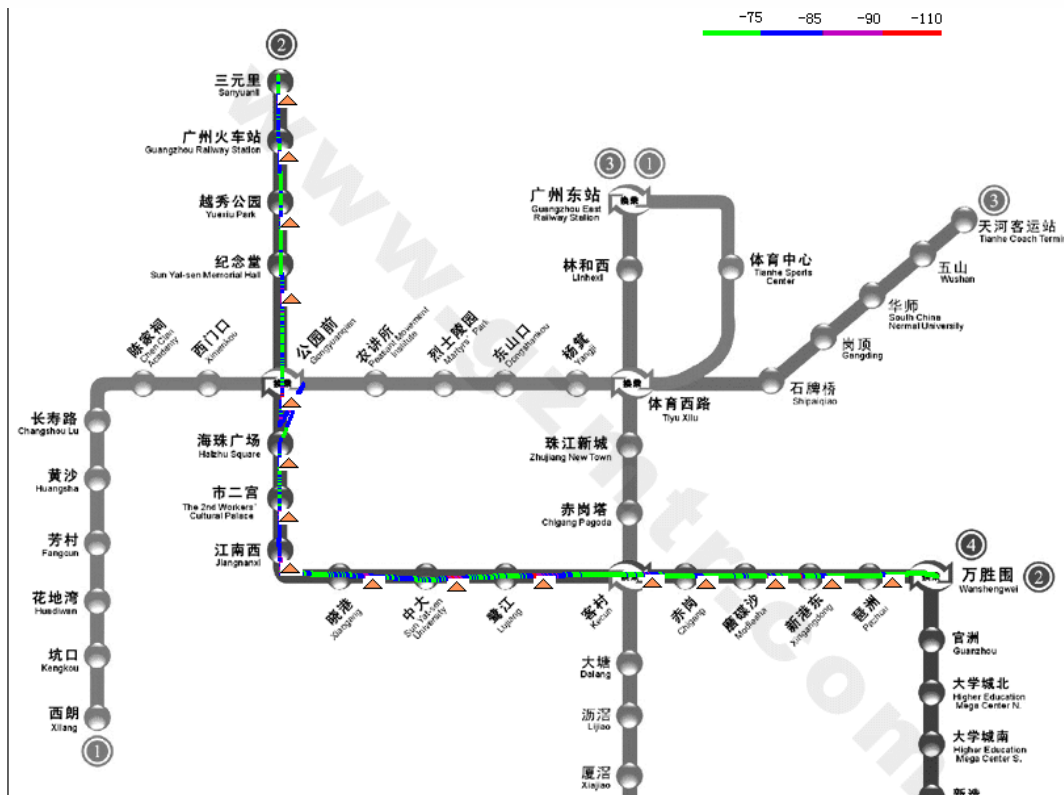 -75 -85 -90 -110
②
三元里
Sanyuanli
广州火车站
Guangzhou Railway Station
越秀公园
Yuexiu Park
纪念堂
Sun Yat-sen Memorial Hall
陈家祠
Chen Clan
Academy
西门口
Ximenkou
公园前
Gongyuanqian
农讲所
Peasant Movement
Institute
烈士陵园
Martyrs' Park
东山口
Dongshankou
杨箕
Yangji
③ ①
广州东站
Guangzhou East
Railway Station
林和西
Linhexi
体育中心
Tianhe Sports
Center
③
天河客运站
Tianhe Coach Termin
五山
Wushan
华师
South China
Normal University
岗顶
Gangding
石牌桥
Shipaiqiao
体育西路
Tiyu Xilu
长寿路
Changshou Lu
黄沙
Huangsha
芳村
Fangcun
花地湾
Huadiwan
坑口
Kengkou
西朗
Xilang
①
海珠广场
Haizhu Square
市二宫
The 2nd Workers'
Cultural Palace
江南西
Jiangnanxi
珠江新城
Zhujiang New Town
赤岗塔
Chigang Pagoda
晓港
Xiaogang
中大
Sun Yat-sen
University
鹭江
Lujiang
客村
Kecun
赤岗
Chigang
磨碟沙
Modiesha
新港东
Xingangdong
琶洲
Pazhou
④
万胜围
Wanshengwei
②
大塘
Datang
沥滘
Lijiao
厦滘
Xiajiao
官洲
Guanzhou
大学城北
Higher Education
Mega Center N.
大学城南
Higher Education
Mega Center S.
www.gzmtr.com